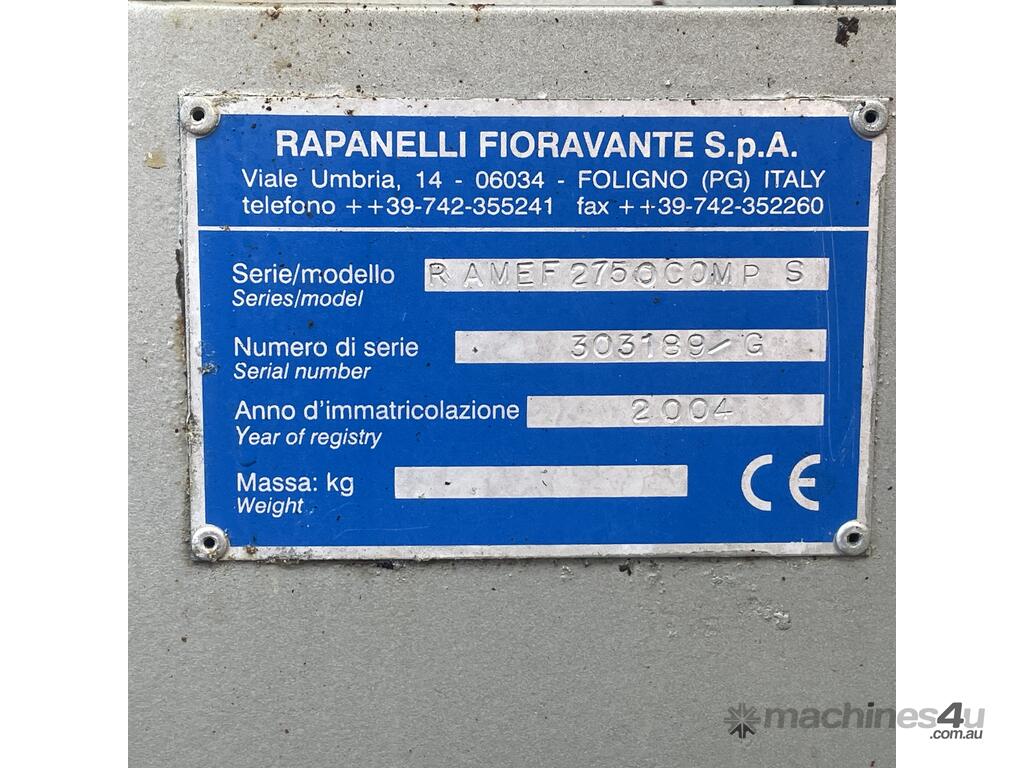 RAPANELLI FIORAVANTE S.p.A.
Viale Umbria, 14 - 06034 - FOLIGNO (PG) ITALY
telefono ++39-742-355241 fax ++39-742-352260
Serie/modello RAMEF 2750COMP S
Series/model
Numero di serie 303189/G
Serial number
Anno d'immatricolazione 2004
Year of registry
Massa: kg
Weight
CE
machines4u
.com.au